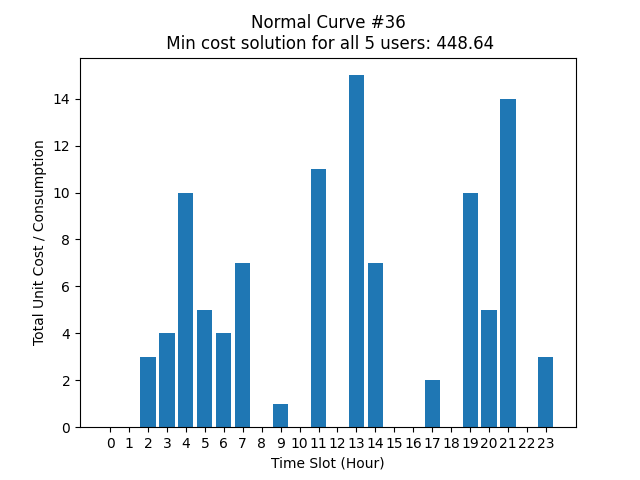 Normal Curve #36
Min cost solution for all 5 users: 448.64
Total Unit Cost / Consumption
14
12
10
8
6
4
2
0
0 1 2 3 4 5 6 7 8 9 10 11 12 13 14 15 16 17 18 19 20 21 22 23
Time Slot (Hour)